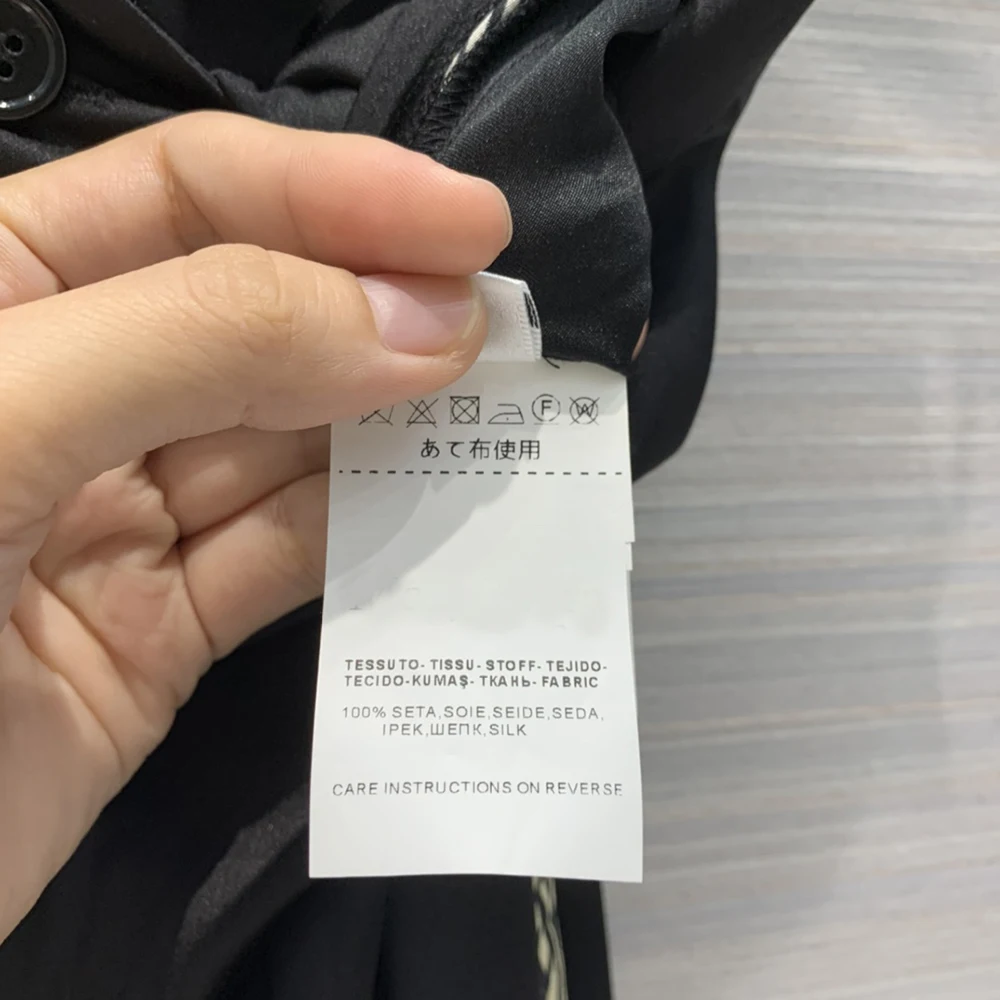 F W
あて布使用
TESSUTO- TISSU- STOFF- TEJIDO-
TECIDO-KUMAŞ- ТКАНЬ- FABRIC
100% SETA,SOIE,SEIDE,SEDA,
IPEK,ШЕПК,SILK
CARE INSTRUCTIONS ON REVERSE